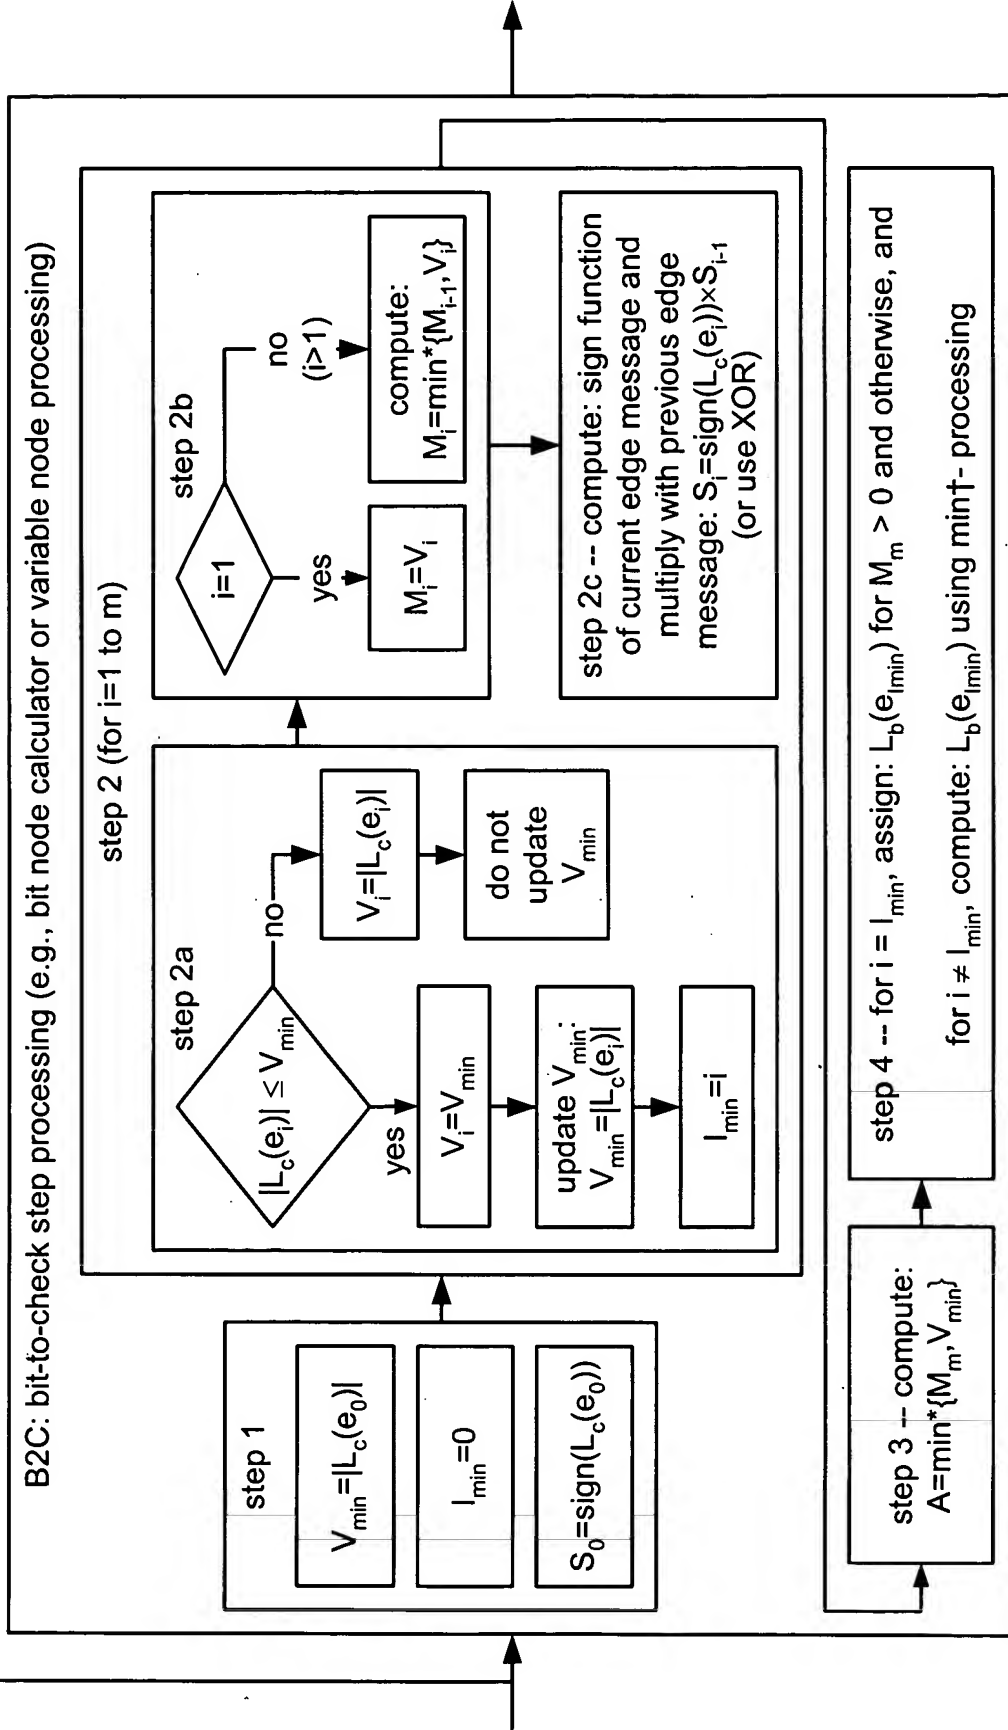 B2C: bit-to-check step processing (e.g., bit node calculator or variable node processing)
step 1
V_min =|L_c(e_0)|
I_min=0
S_0=sign(L_c(e_0))
step 2 (for i=1 to m)
step 2a
|L_c(e_i)| ≤ V_min
yes
no
V_i=V_min
update V_min:
V_min=|L_c(e_i)|
I_min=i
V_i=|L_c(e_i)|
do not
update
V_min
step 2b
i=1
yes
no
(i>1)
M_i=V_i
compute:
M_i=min*{M_i-1,V_i}
step 2c -- compute: sign function
of current edge message and
multiply with previous edge
message: S_i=sign(L_c(e_i))×S_i-1
(or use XOR)
step 3 -- compute:
A=min*{M_m,V_min}
step 4 -- for i = I_min, assign: L_b(e_Imin) for M_m > 0 and otherwise, and
for i ≠ I_min, compute: L_b(e_Imin) using min†- processing